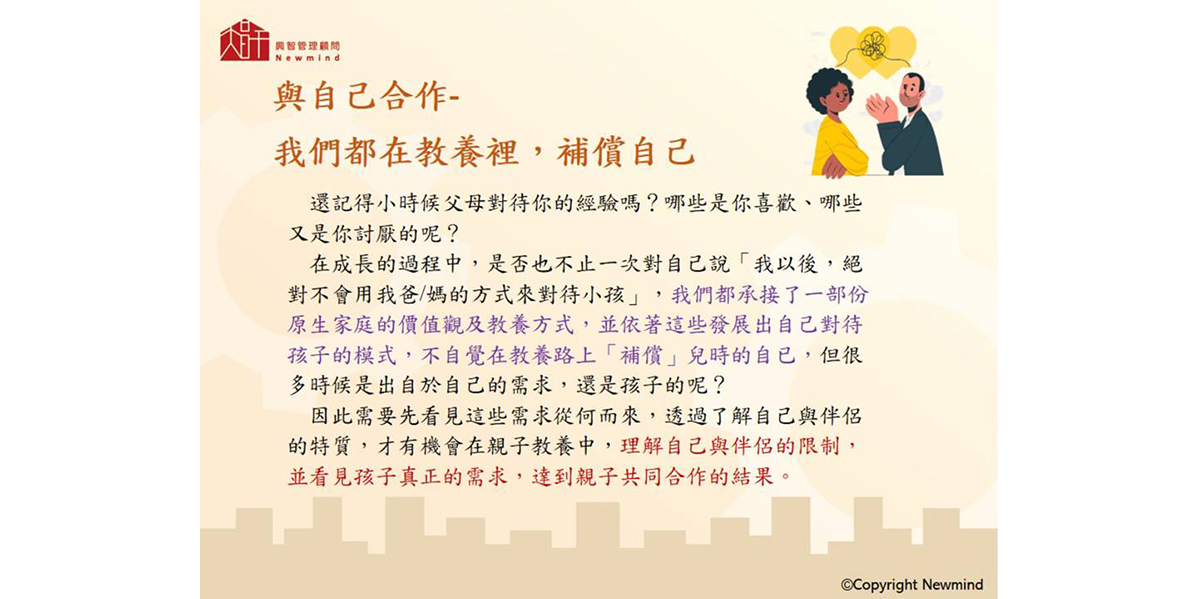 興智管理顧問
Newmind
與自己合作-
我們都在教養裡，補償自己
還記得小時候父母對待你的經驗嗎？哪些是你喜歡、哪些
又是你討厭的呢？
在成長的過程中，是否也不止一次對自己說「我以後，絕
對不會用我爸/媽的方式來對待小孩」，我們都承接了一部份
原生家庭的價值觀及教養方式，並依著這些發展出自己對待
孩子的模式，不自覺在教養路上「補償」兒時的自已，但很
多時候是出自於自己的需求，還是孩子的呢？
因此需要先看見這些需求從何而來，透過了解自己與伴侶
的特質，才有機會在親子教養中，理解自己與伴侶的限制，
並看見孩子真正的需求，達到親子共同合作的結果。
©Copyright Newmind